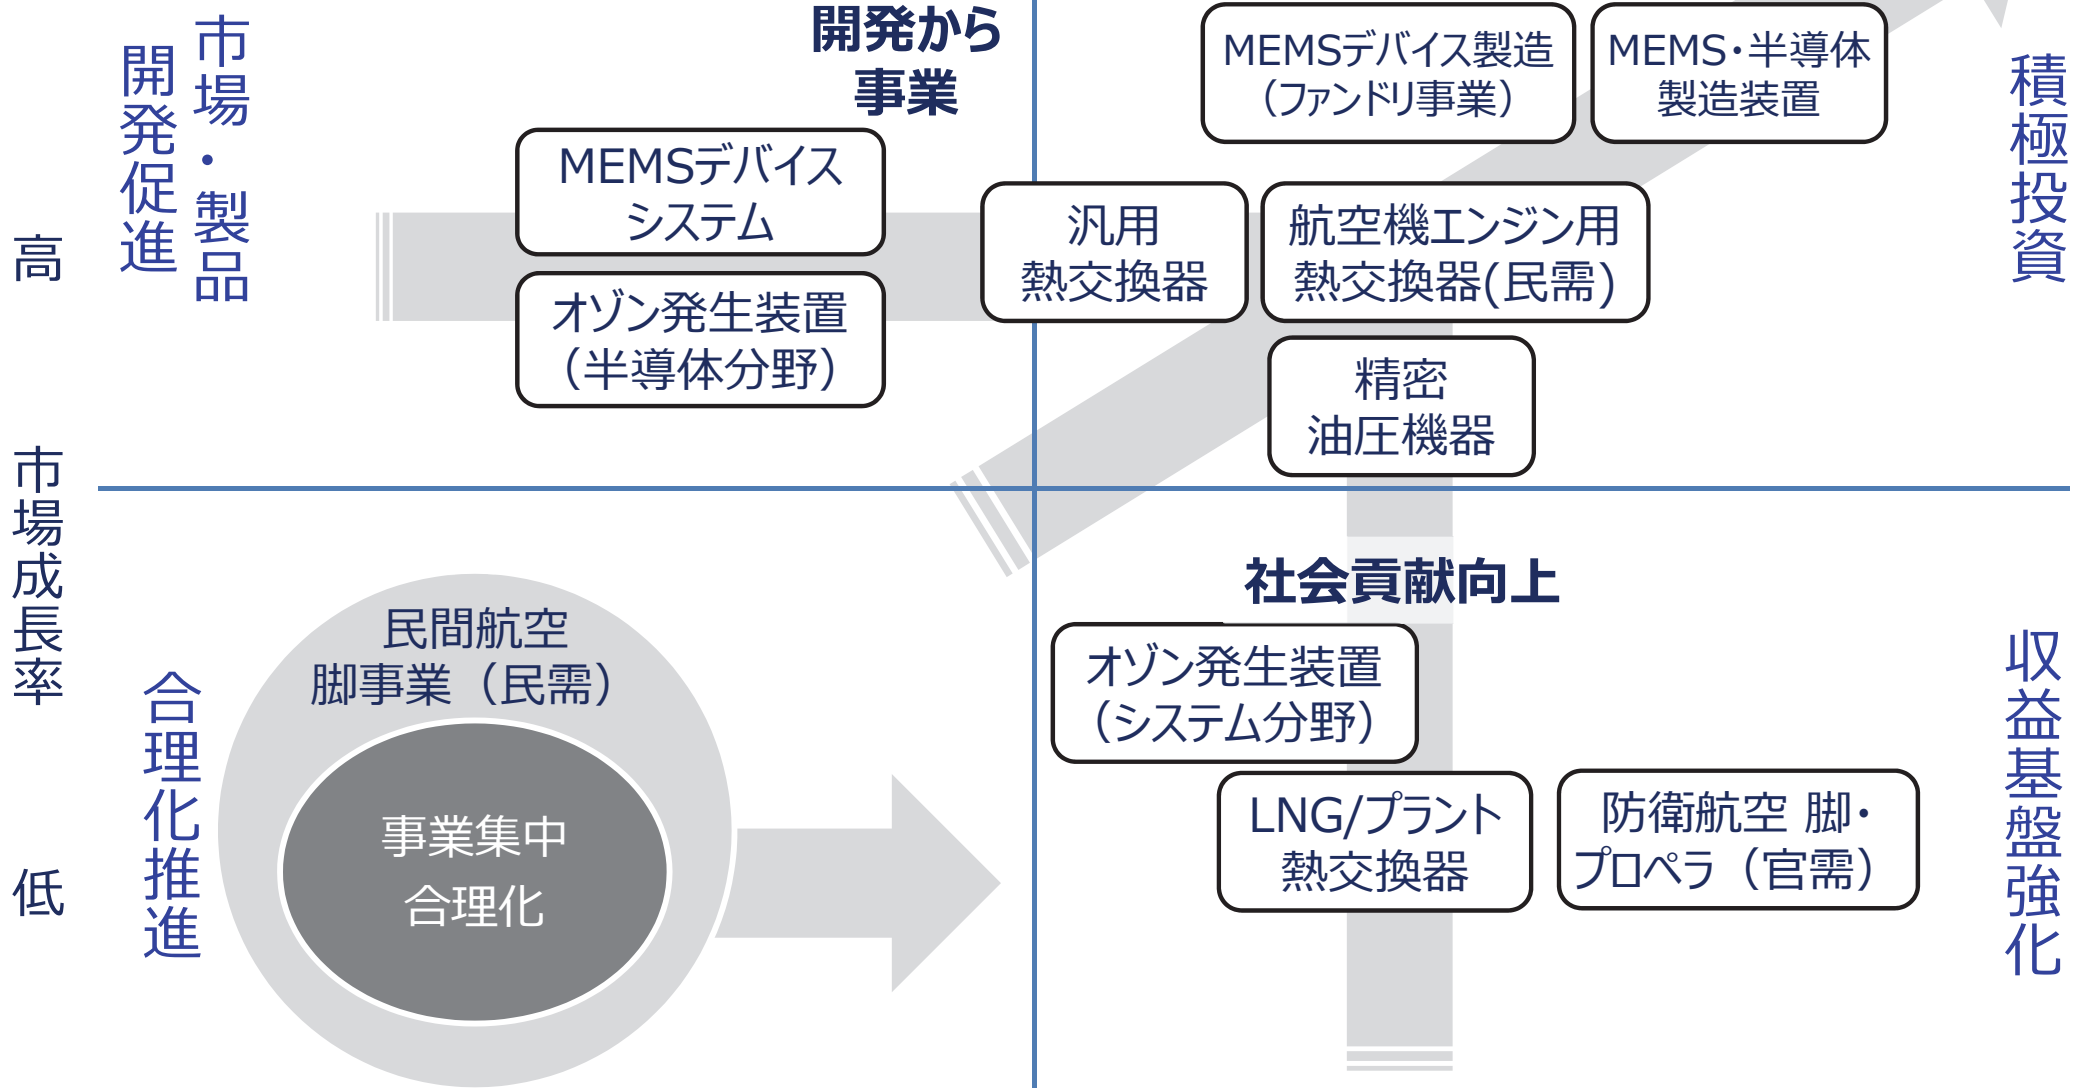 市場・製品
開発促進
開発から
事業
MEMSデバイス製造
（ファンドリ事業）
MEMS・半導体
製造装置
積極投資
MEMSデバイス
システム
オゾン発生装置
（半導体分野）
汎用
熱交換器
航空機エンジン用
熱交換器(民需)
精密
油圧機器
高
市場成長率
低
社会貢献向上
民間航空
脚事業（民需）
事業集中
合理化
合理化推進
オゾン発生装置
（システム分野）
LNG/プラント
熱交換器
防衛航空 脚・
プロペラ（官需）
収益基盤強化